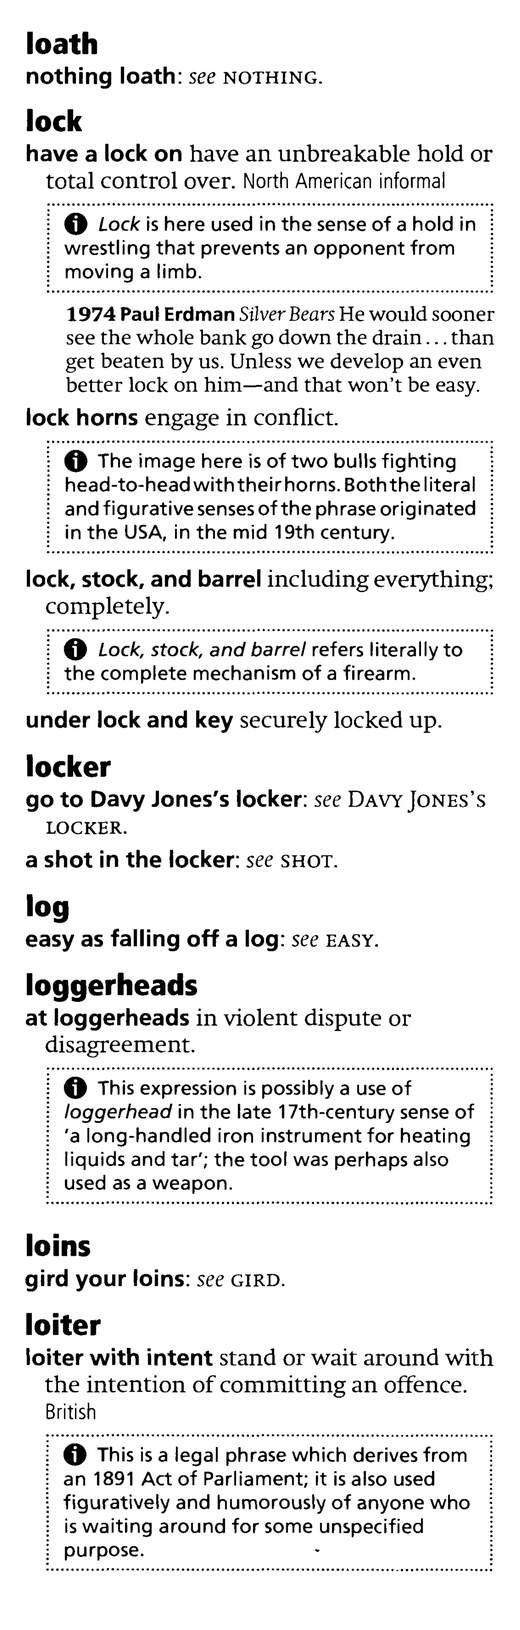 loath
nothing loath: see NOTHING.
lock
have a lock on have an unbreakable hold or
total control over. North American informal
Lock is here used in the sense of a hold in
wrestling that prevents an opponent from
moving a limb.
1974 Paul Erdman Silver Bears He would sooner
see the whole bank go down the drain...than
get beaten by us. Unless we develop an even
better lock on him—and that won't be easy.
lock horns engage in conflict.
The image here is of two bulls fighting
head-to-head with their horns. Both the literal
and figurative senses of the phrase originated
in the USA, in the mid 19th century.
lock, stock, and barrel including everything;
completely.
Lock, stock, and barrel refers literally to
the complete mechanism of a firearm.
under lock and key securely locked up.
locker
go to Davy Jones's locker: see DAVY JONES'S
LOCKER.
a shot in the locker: see SHOT.
log
easy as falling off a log: see EASY.
loggerheads
at loggerheads in violent dispute or
disagreement.
This expression is possibly a use of
loggerhead in the late 17th-century sense of
'a long-handled iron instrument for heating
liquids and tar'; the tool was perhaps also
used as a weapon.
loins
gird your loins: see GIRD.
loiter
loiter with intent stand or wait around with
the intention of committing an offence.
British
This is a legal phrase which derives from
an 1891 Act of Parliament; it is also used
figuratively and humorously of anyone who
is waiting around for some unspecified
purpose.